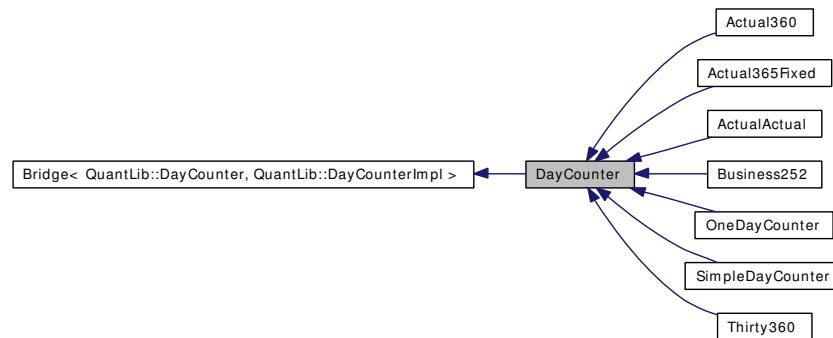 Actual360
Actual365Fixed
ActualActual
Bridge< QuantLib::DayCounter, QuantLib::DayCounterImpl >
DayCounter
Business252
OneDayCounter
SimpleDayCounter
Thirty360